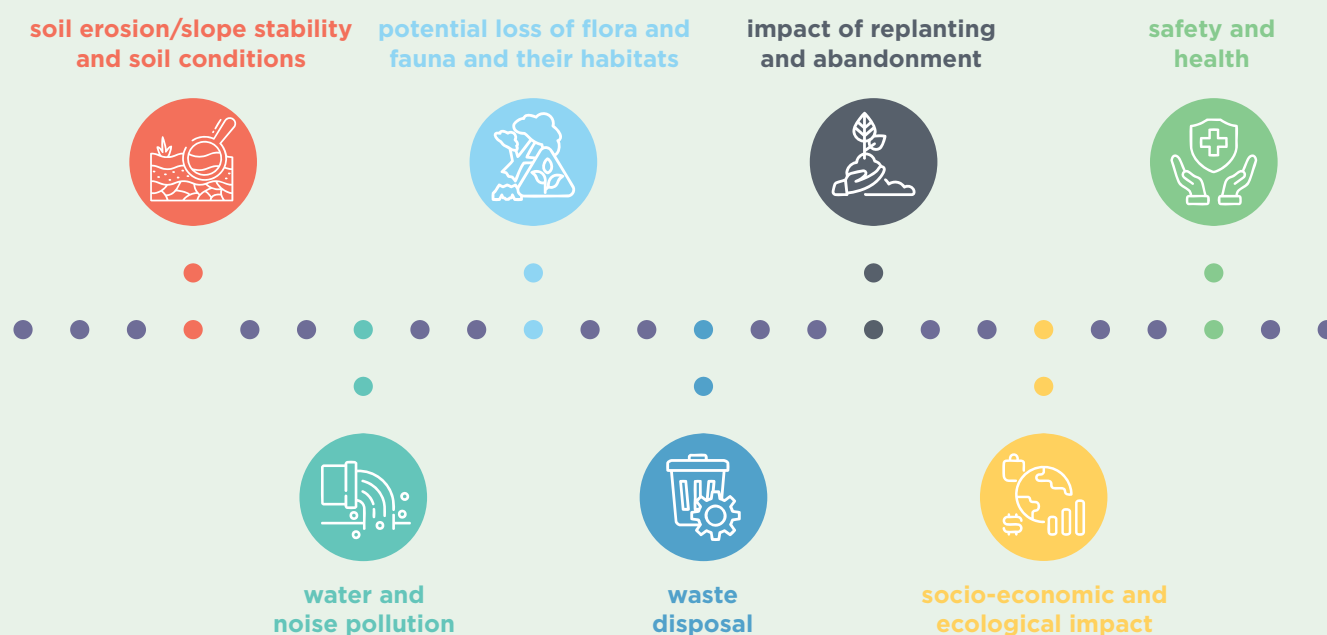 soil erosion/slope stability
and soil conditions
potential loss of flora and
fauna and their habitats
impact of replanting
and abandonment
safety and
health
water and
noise pollution
waste
disposal
socio-economic and
ecological impact